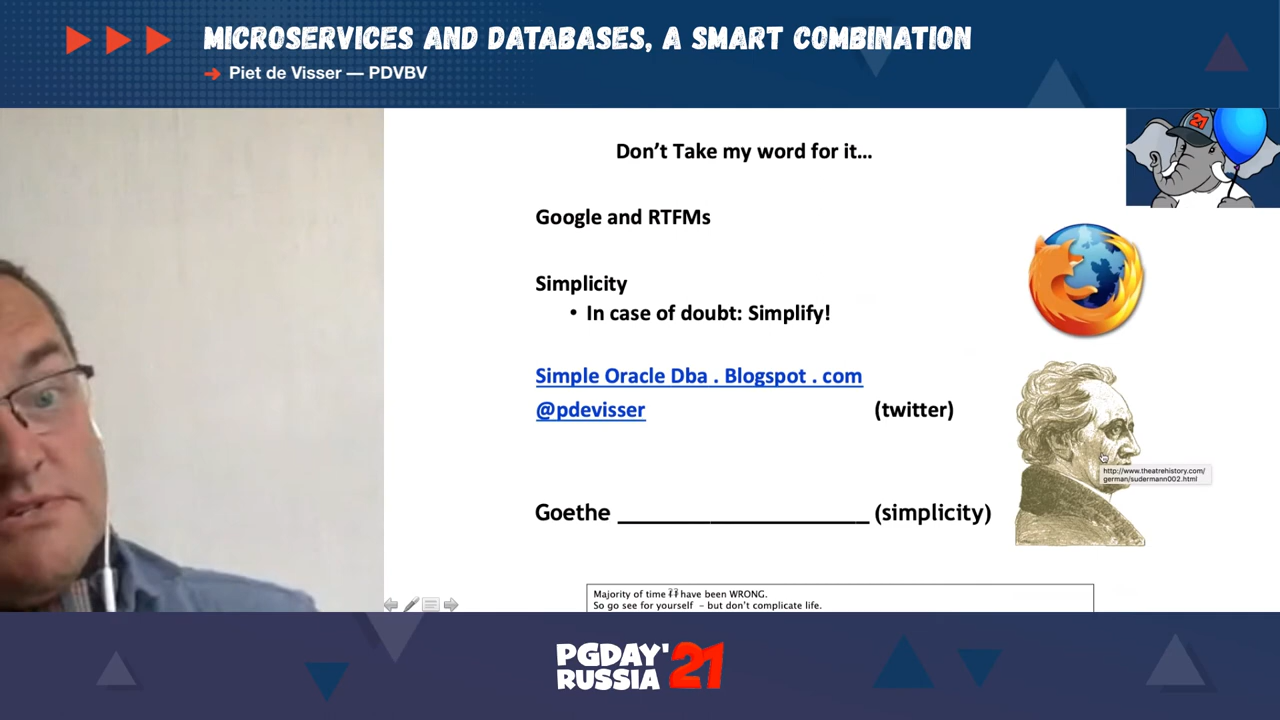 MICROSERVICES AND DATABASES, A SMART COMBINATION
Piet de Visser — PDVBV
21
Don't Take my word for it...
Google and RTFMs
Simplicity
• In case of doubt: Simplify!
Simple Oracle Dba . Blogspot . com
@pdevisser (twitter)
http://www.theatrehistory.com/
german/sudermann002.html
Goethe ____________________ (simplicity)
Majority of time I have been WRONG.
So go see for yourself – but don't complicate life.
PGDAY'21
RUSSIA